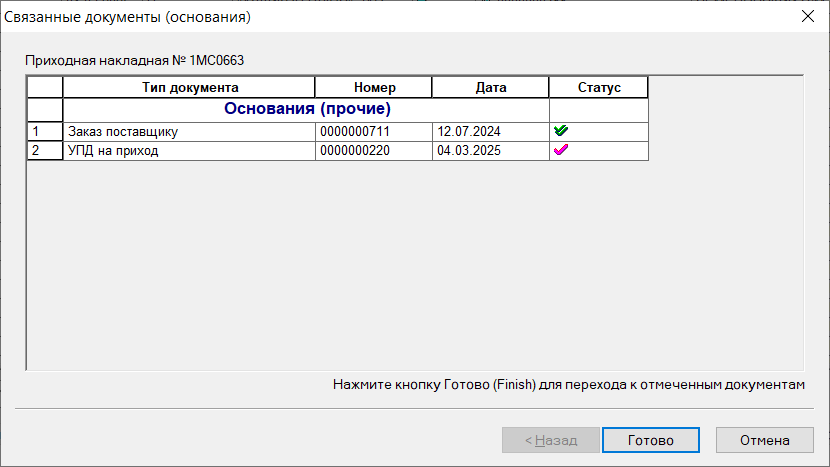 Связанные документы (основания)
Приходная накладная № 1МС0663
Тип документа Номер Дата Статус
Основания (прочие)
1 Заказ поставщику 0000000711 12.07.2024
2 УПД на приход 0000000220 04.03.2025
Нажмите кнопку Готово (Finish) для перехода к отмеченным документам
< Назад Готово Отмена